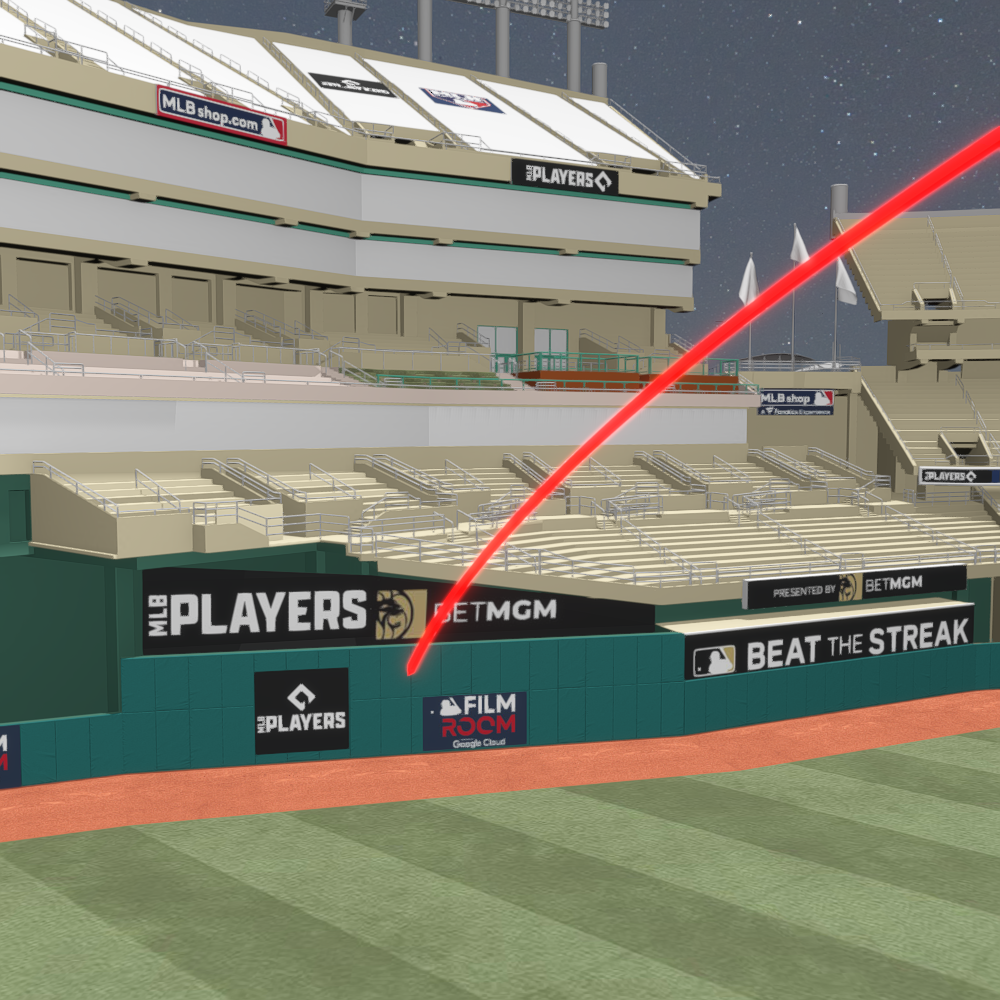 MLBshop.com
MLB PLAYERS
MLB shop
Fanatics Experience
PLAYERS
PRESENTED BY BETMGM
MLB PLAYERS BETMGM
BEAT THE STREAK
MLB PLAYERS
FILM
ROOM
Google Cloud
M
M